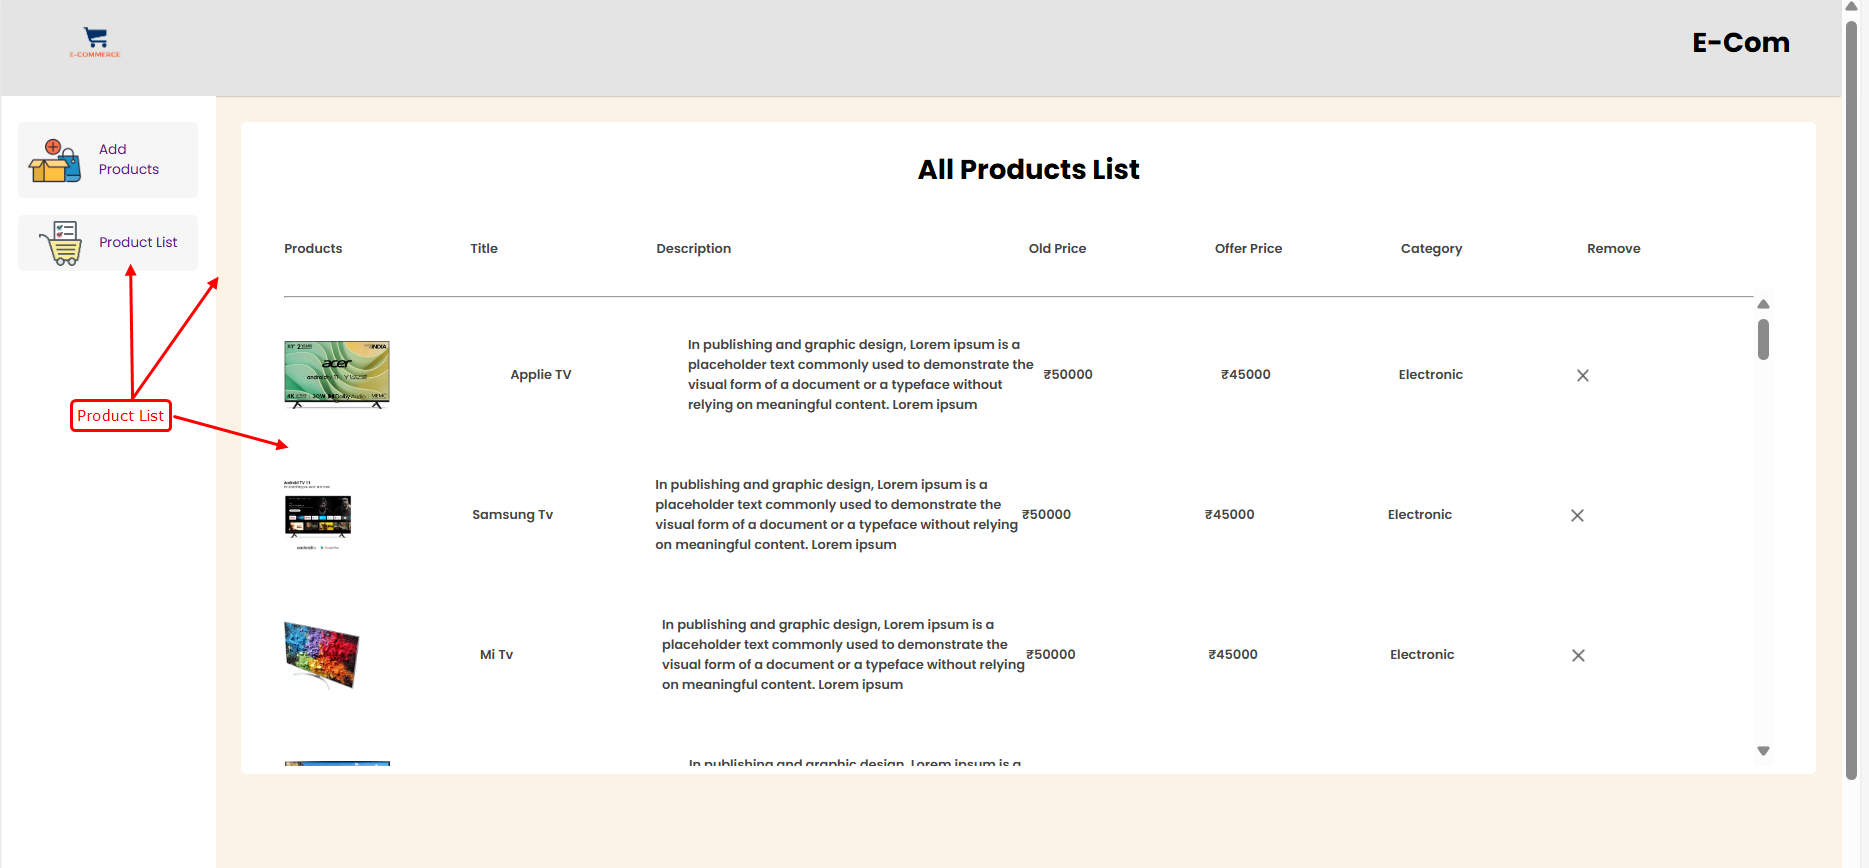 E-COMMERCE
E-Com
Add
Products
Product List
Product List
All Products List
Products Title Description Old Price Offer Price Category Remove
acer
INDIA
In publishing and graphic design, Lorem ipsum is a
placeholder text commonly used to demonstrate the
visual form of a document or a typeface without
relying on meaningful content. Lorem ipsum
Applie TV
₹50000
₹45000
Electronic
Android TV 11
Samsung Tv
In publishing and graphic design, Lorem ipsum is a
placeholder text commonly used to demonstrate the
visual form of a document or a typeface without relying
on meaningful content. Lorem ipsum
₹50000
₹45000
Electronic
Mi Tv
In publishing and graphic design, Lorem ipsum is a
placeholder text commonly used to demonstrate the
visual form of a document or a typeface without relying
on meaningful content. Lorem ipsum
₹50000
₹45000
Electronic
In publishing and graphic design, Lorem ipsum is a